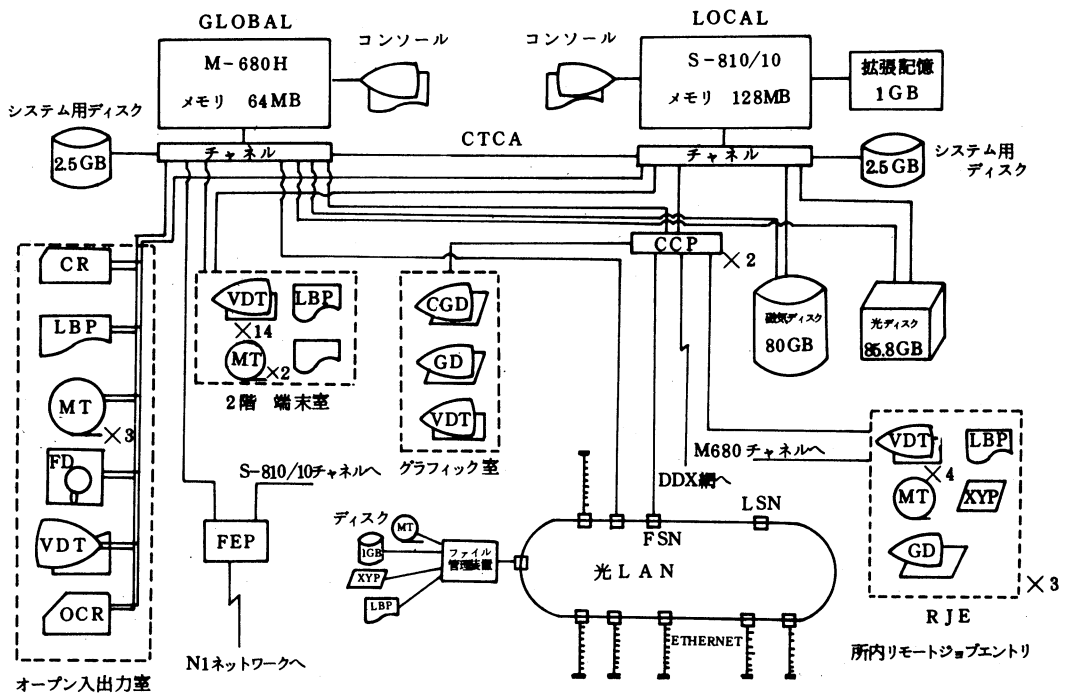 GLOBAL
LOCAL
M-680H
メモリ 64MB
コンソール
コンソール
S-810/10
メモリ 128MB
拡張記憶
1GB
システム用ディスク
2.5GB
チャネル
CTCA
チャネル
2.5GB
システム用
ディスク
CR
LBP
MT
×3
FD
VDT
OCR
オープン入出力室
VDT
×14
LBP
MT
×2
2階 端末室
CGD
GD
VDT
グラフィック室
CCP
×2
磁気ディスク
80GB
光ディスク
85.8GB
S-810/10チャネルへ
FEP
N1ネットワークへ
DDX網へ
M680チャネルへ
VDT
×4
LBP
MT
XYP
GD
×3
RJE
所内リモートジョブエントリ
ディスク
MT
1GB
XYP
LBP
ファイル
管理装置
FSN
LSN
光LAN
ETHERNET